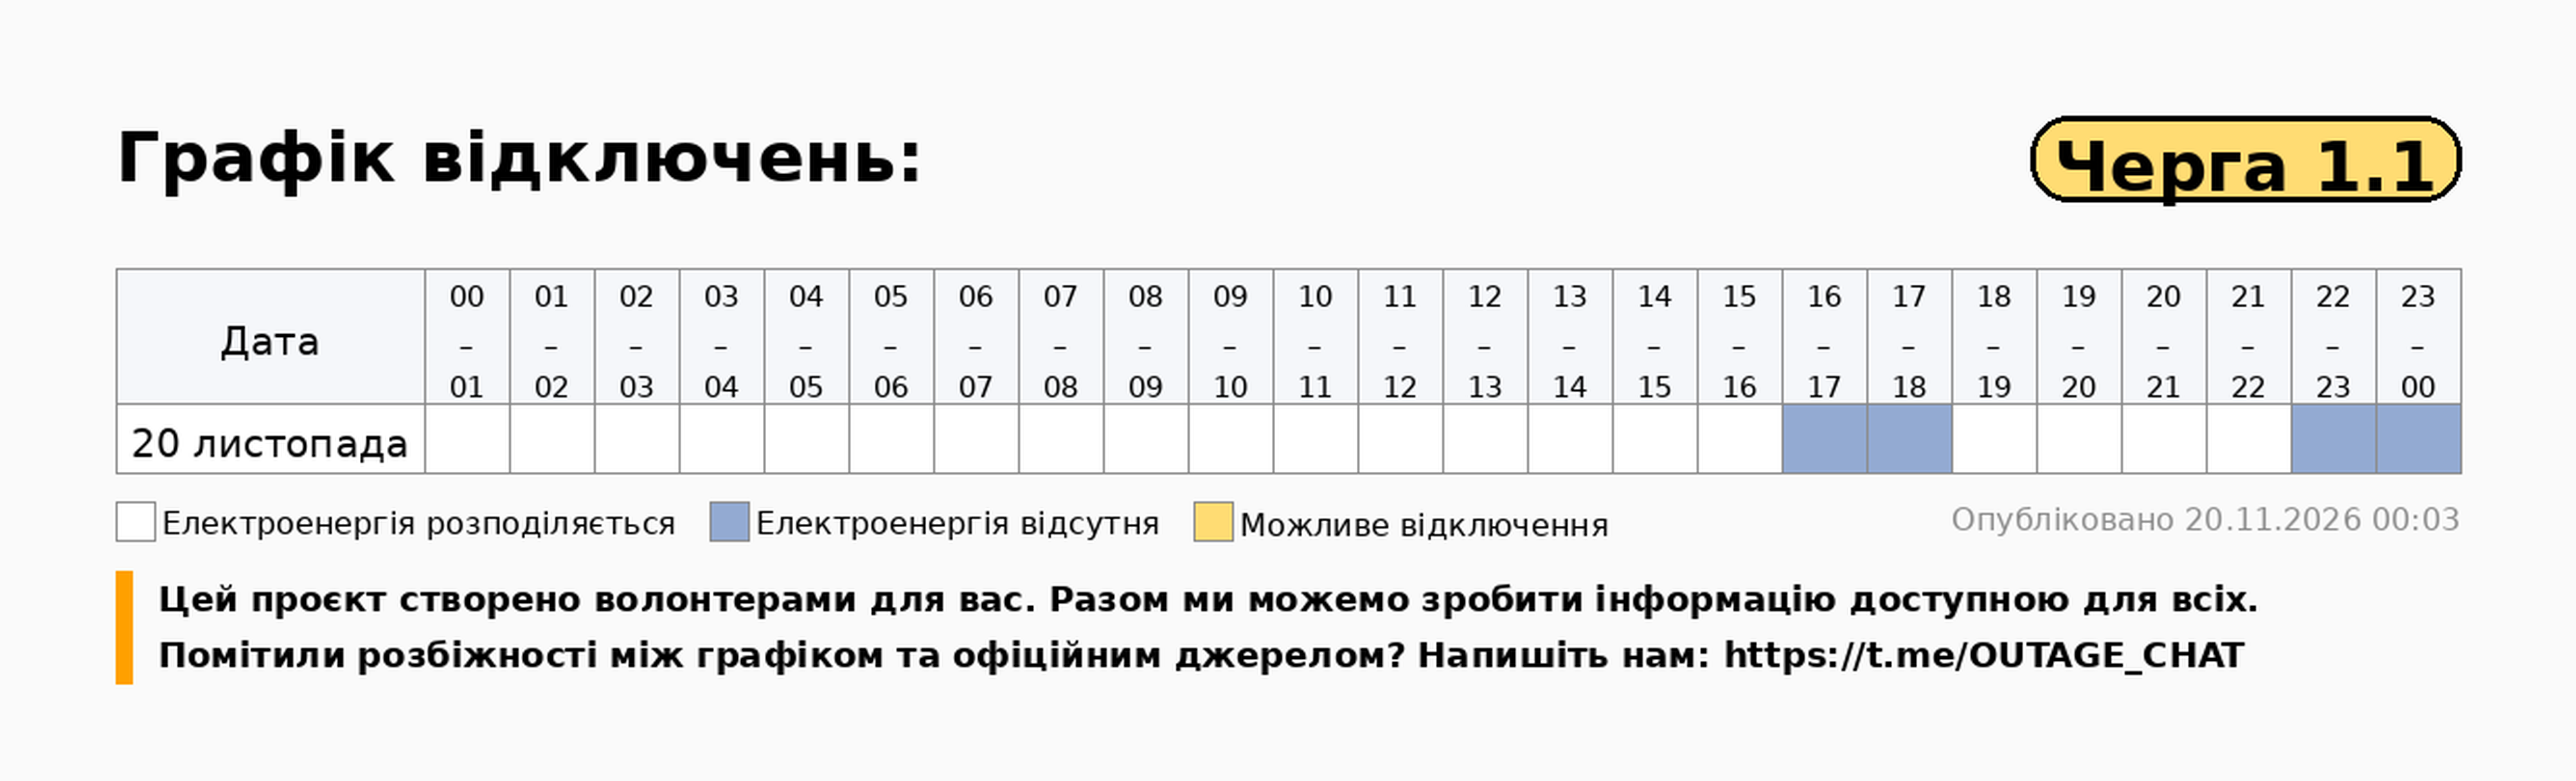 Графік відключень:
Черга 1.1
Дата
00 – 01
01 – 02
02 – 03
03 – 04
04 – 05
05 – 06
06 – 07
07 – 08
08 – 09
09 – 10
10 – 11
11 – 12
12 – 13
13 – 14
14 – 15
15 – 16
16 – 17
17 – 18
18 – 19
19 – 20
20 – 21
21 – 22
22 – 23
23 – 00
20 листопада
Електроенергія розподіляється
Електроенергія відсутня
Можливе відключення
Опубліковано 20.11.2026 00:03
Цей проєкт створено волонтерами для вас. Разом ми можемо зробити інформацію доступною для всіх.
Помітили розбіжності між графіком та офіційним джерелом? Напишіть нам: https://t.me/OUTAGE_CHAT